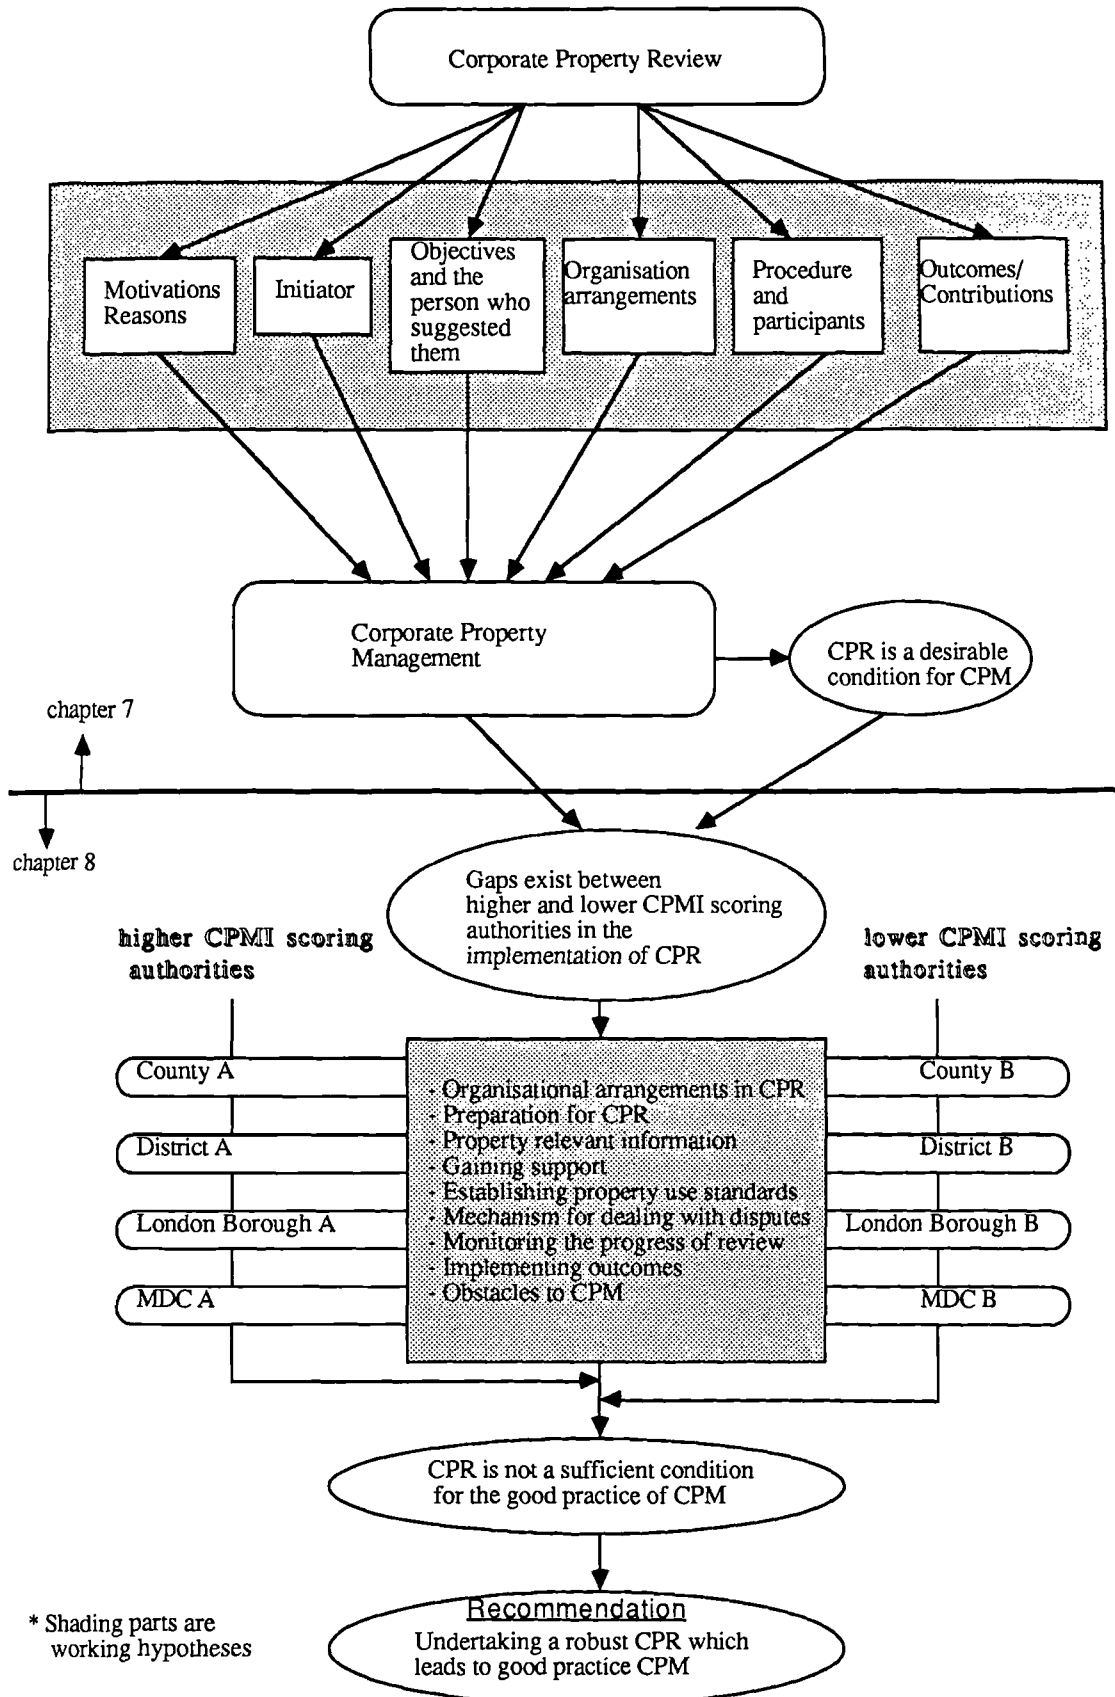 Corporate Property Review
Motivations
Reasons
Initiator
Objectives
and the
person who
suggested
them
Organisation
arrangements
Procedure
and
participants
Outcomes/
Contributions
Corporate Property
Management
CPR is a desirable
condition for CPM
chapter 7
chapter 8
Gaps exist between
higher and lower CPMI scoring
authorities in the
implementation of CPR
higher CPMI scoring
authorities
lower CPMI scoring
authorities
County A
District A
London Borough A
MDC A
- Organisational arrangements in CPR
- Preparation for CPR
- Property relevant information
- Gaining support
- Establishing property use standards
- Mechanism for dealing with disputes
- Monitoring the progress of review
- Implementing outcomes
- Obstacles to CPM
County B
District B
London Borough B
MDC B
CPR is not a sufficient condition
for the good practice of CPM
Recommendation
Undertaking a robust CPR which
leads to good practice CPM
* Shading parts are
working hypotheses